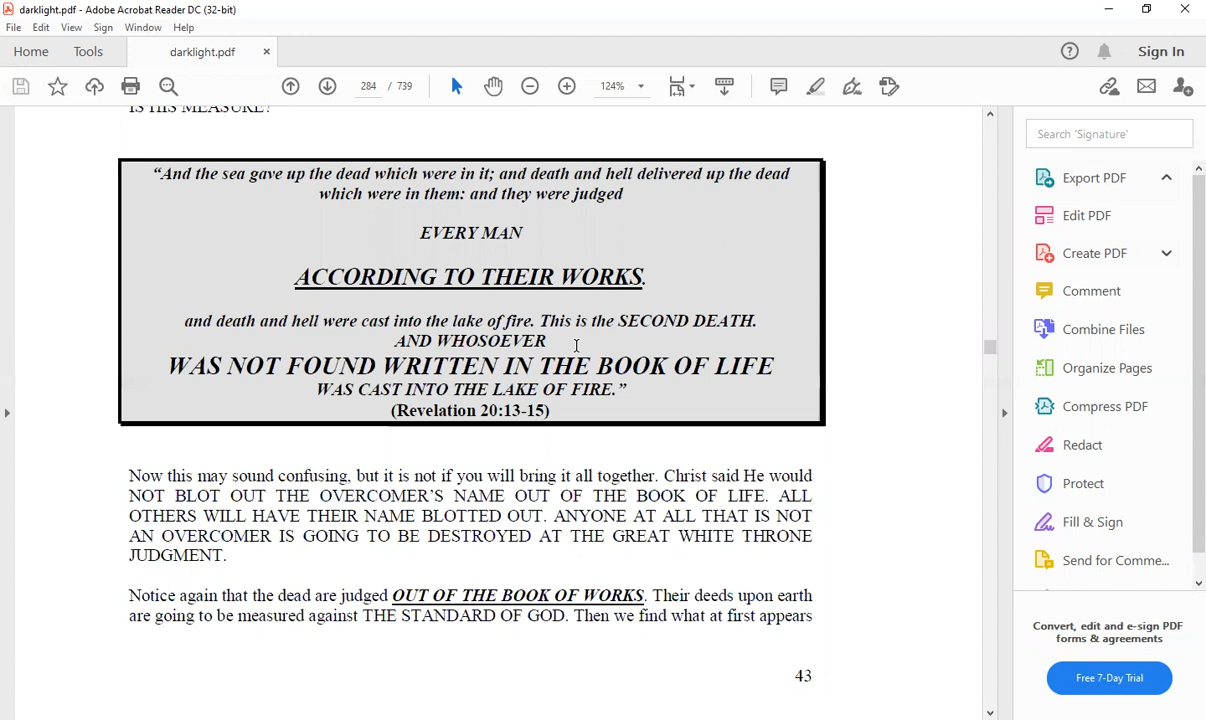 darklight.pdf - Adobe Acrobat Reader DC (32-bit)
File Edit View Sign Window Help
Home Tools darklight.pdf × Sign In
284 / 739 124%
IS HIS MEASURE?
“And the sea gave up the dead which were in it; and death and hell delivered up the dead
which were in them: and they were judged
EVERY MAN
ACCORDING TO THEIR WORKS.
and death and hell were cast into the lake of fire. This is the SECOND DEATH.
AND WHOSOEVER
WAS NOT FOUND WRITTEN IN THE BOOK OF LIFE
WAS CAST INTO THE LAKE OF FIRE.”
(Revelation 20:13-15)
Now this may sound confusing, but it is not if you will bring it all together. Christ said He would
NOT BLOT OUT THE OVERCOMER’S NAME OUT OF THE BOOK OF LIFE. ALL
OTHERS WILL HAVE THEIR NAME BLOTTED OUT. ANYONE AT ALL THAT IS NOT
AN OVERCOMER IS GOING TO BE DESTROYED AT THE GREAT WHITE THRONE
JUDGMENT.
Notice again that the dead are judged OUT OF THE BOOK OF WORKS. Their deeds upon earth
are going to be measured against THE STANDARD OF GOD. Then we find what at first appears
43
Search 'Signature'
Export PDF
Edit PDF
Create PDF
Comment
Combine Files
Organize Pages
Compress PDF
Redact
Protect
Fill & Sign
Send for Comme...
Convert, edit and e-sign PDF
forms & agreements
Free 7-Day Trial